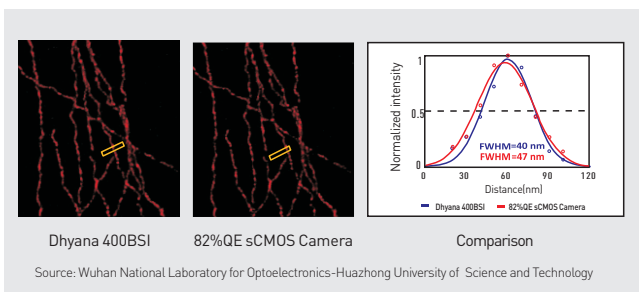 1
0.5
0
0 30 60 90 120
Normalized intensity
FWHM=40 nm
FWHM=47 nm
Distance[nm]
Dhyana 400BSI 82%QE sCMOS Camera
Dhyana 400BSI 82%QE sCMOS Camera Comparison
Source: Wuhan National Laboratory for Optoelectronics-Huazhong University of Science and Technology